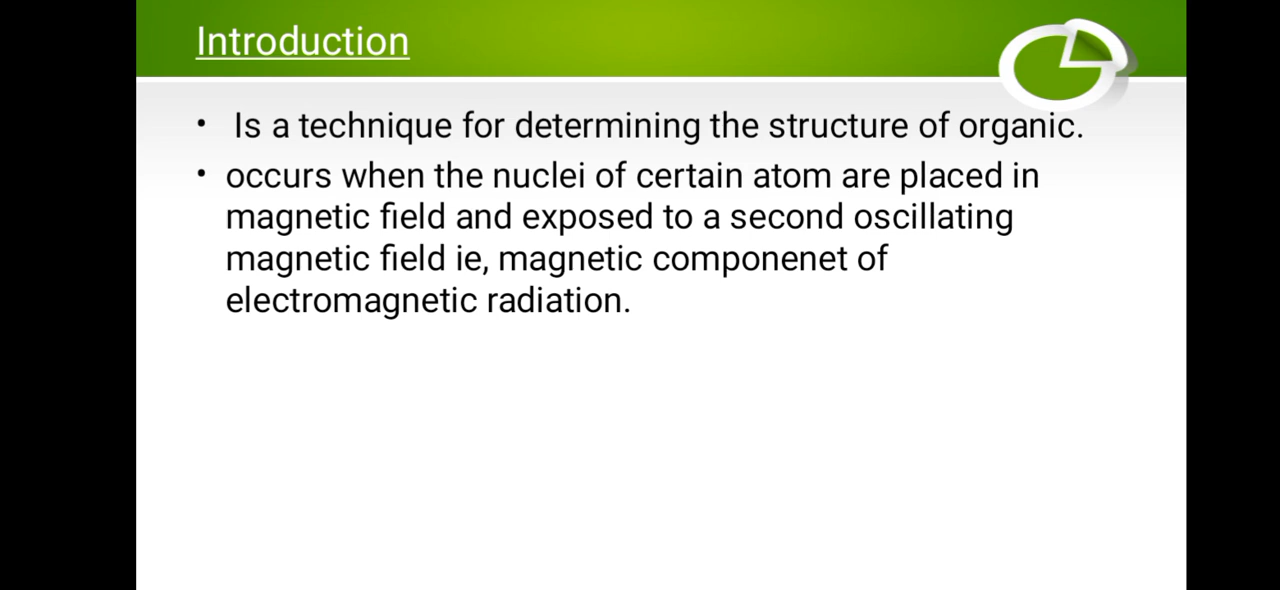 Introduction
• Is a technique for determining the structure of organic.
• occurs when the nuclei of certain atom are placed in
magnetic field and exposed to a second oscillating
magnetic field ie, magnetic componenet of
electromagnetic radiation.